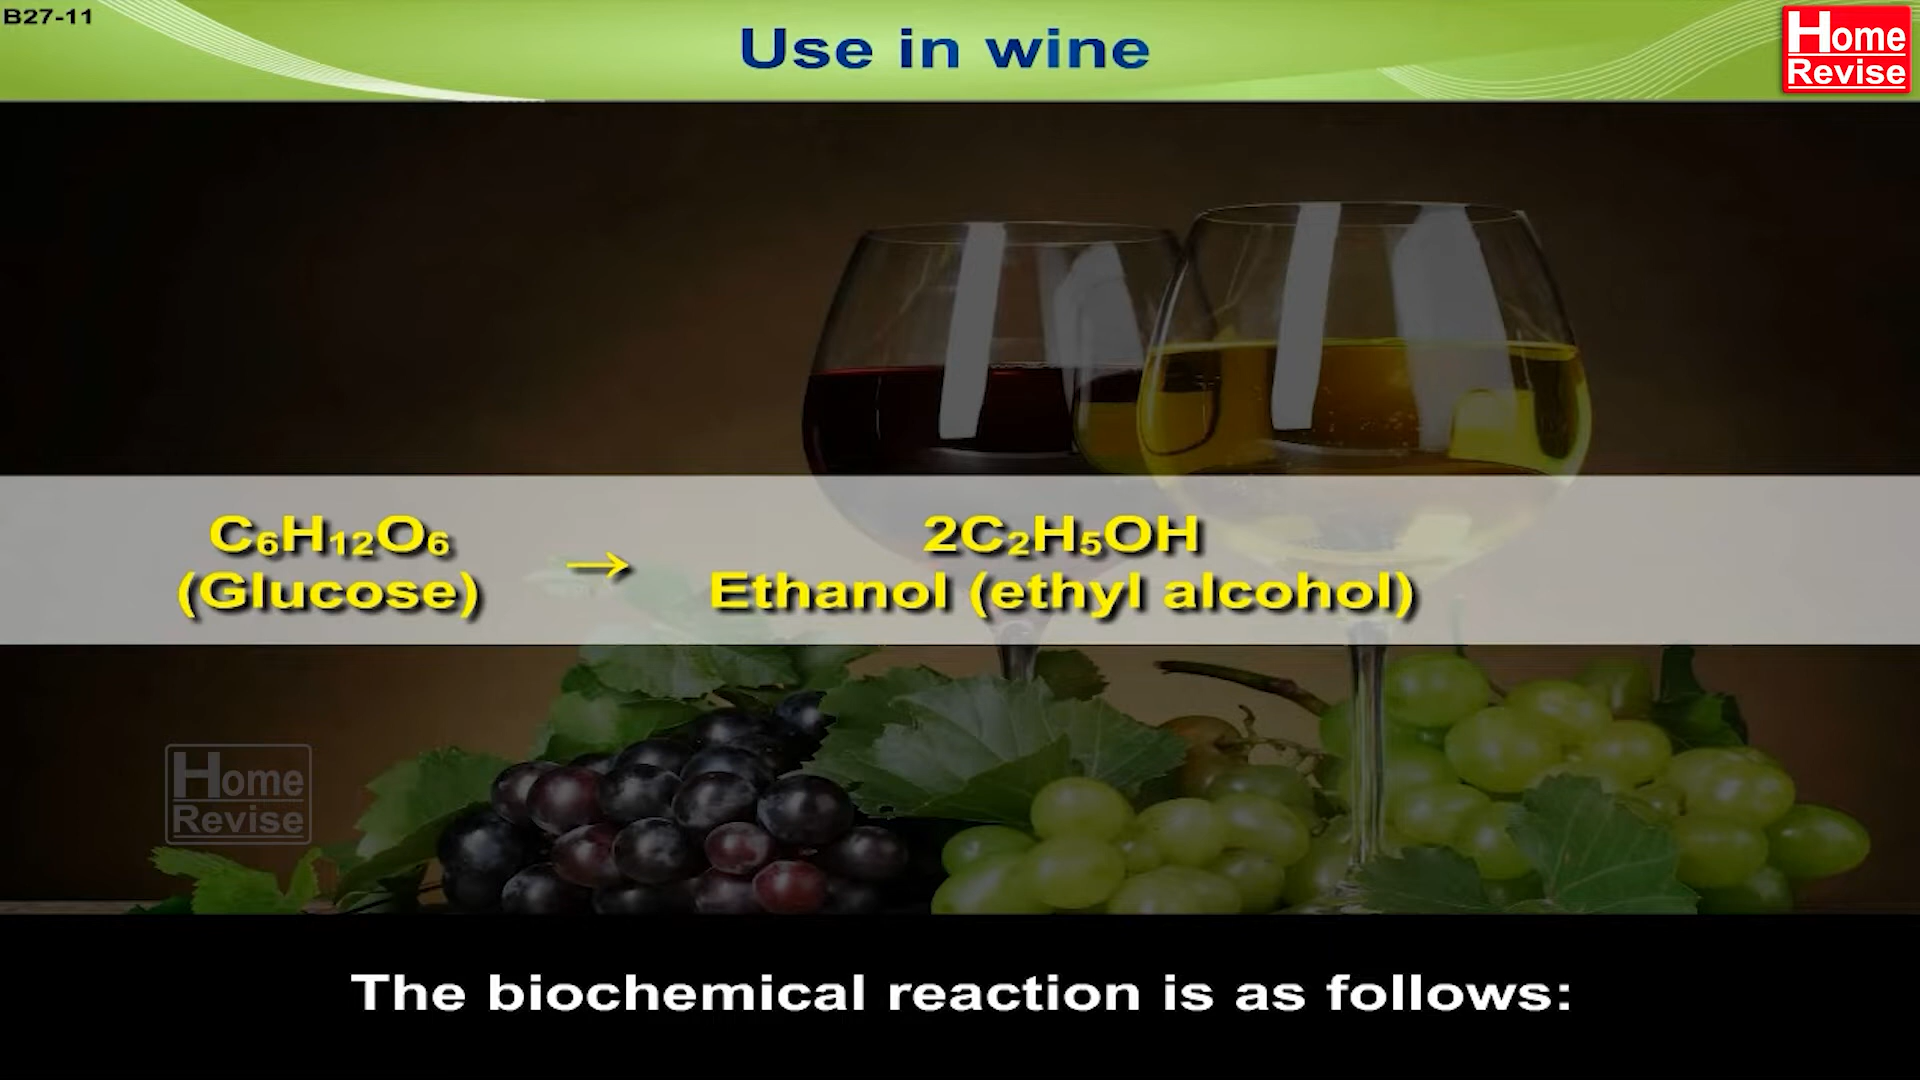 B27-11
Use in wine
Home
Revise
C₆H₁₂O₆ → 2C₂H₅OH
(Glucose) Ethanol (ethyl alcohol)
Home
Revise
The biochemical reaction is as follows: